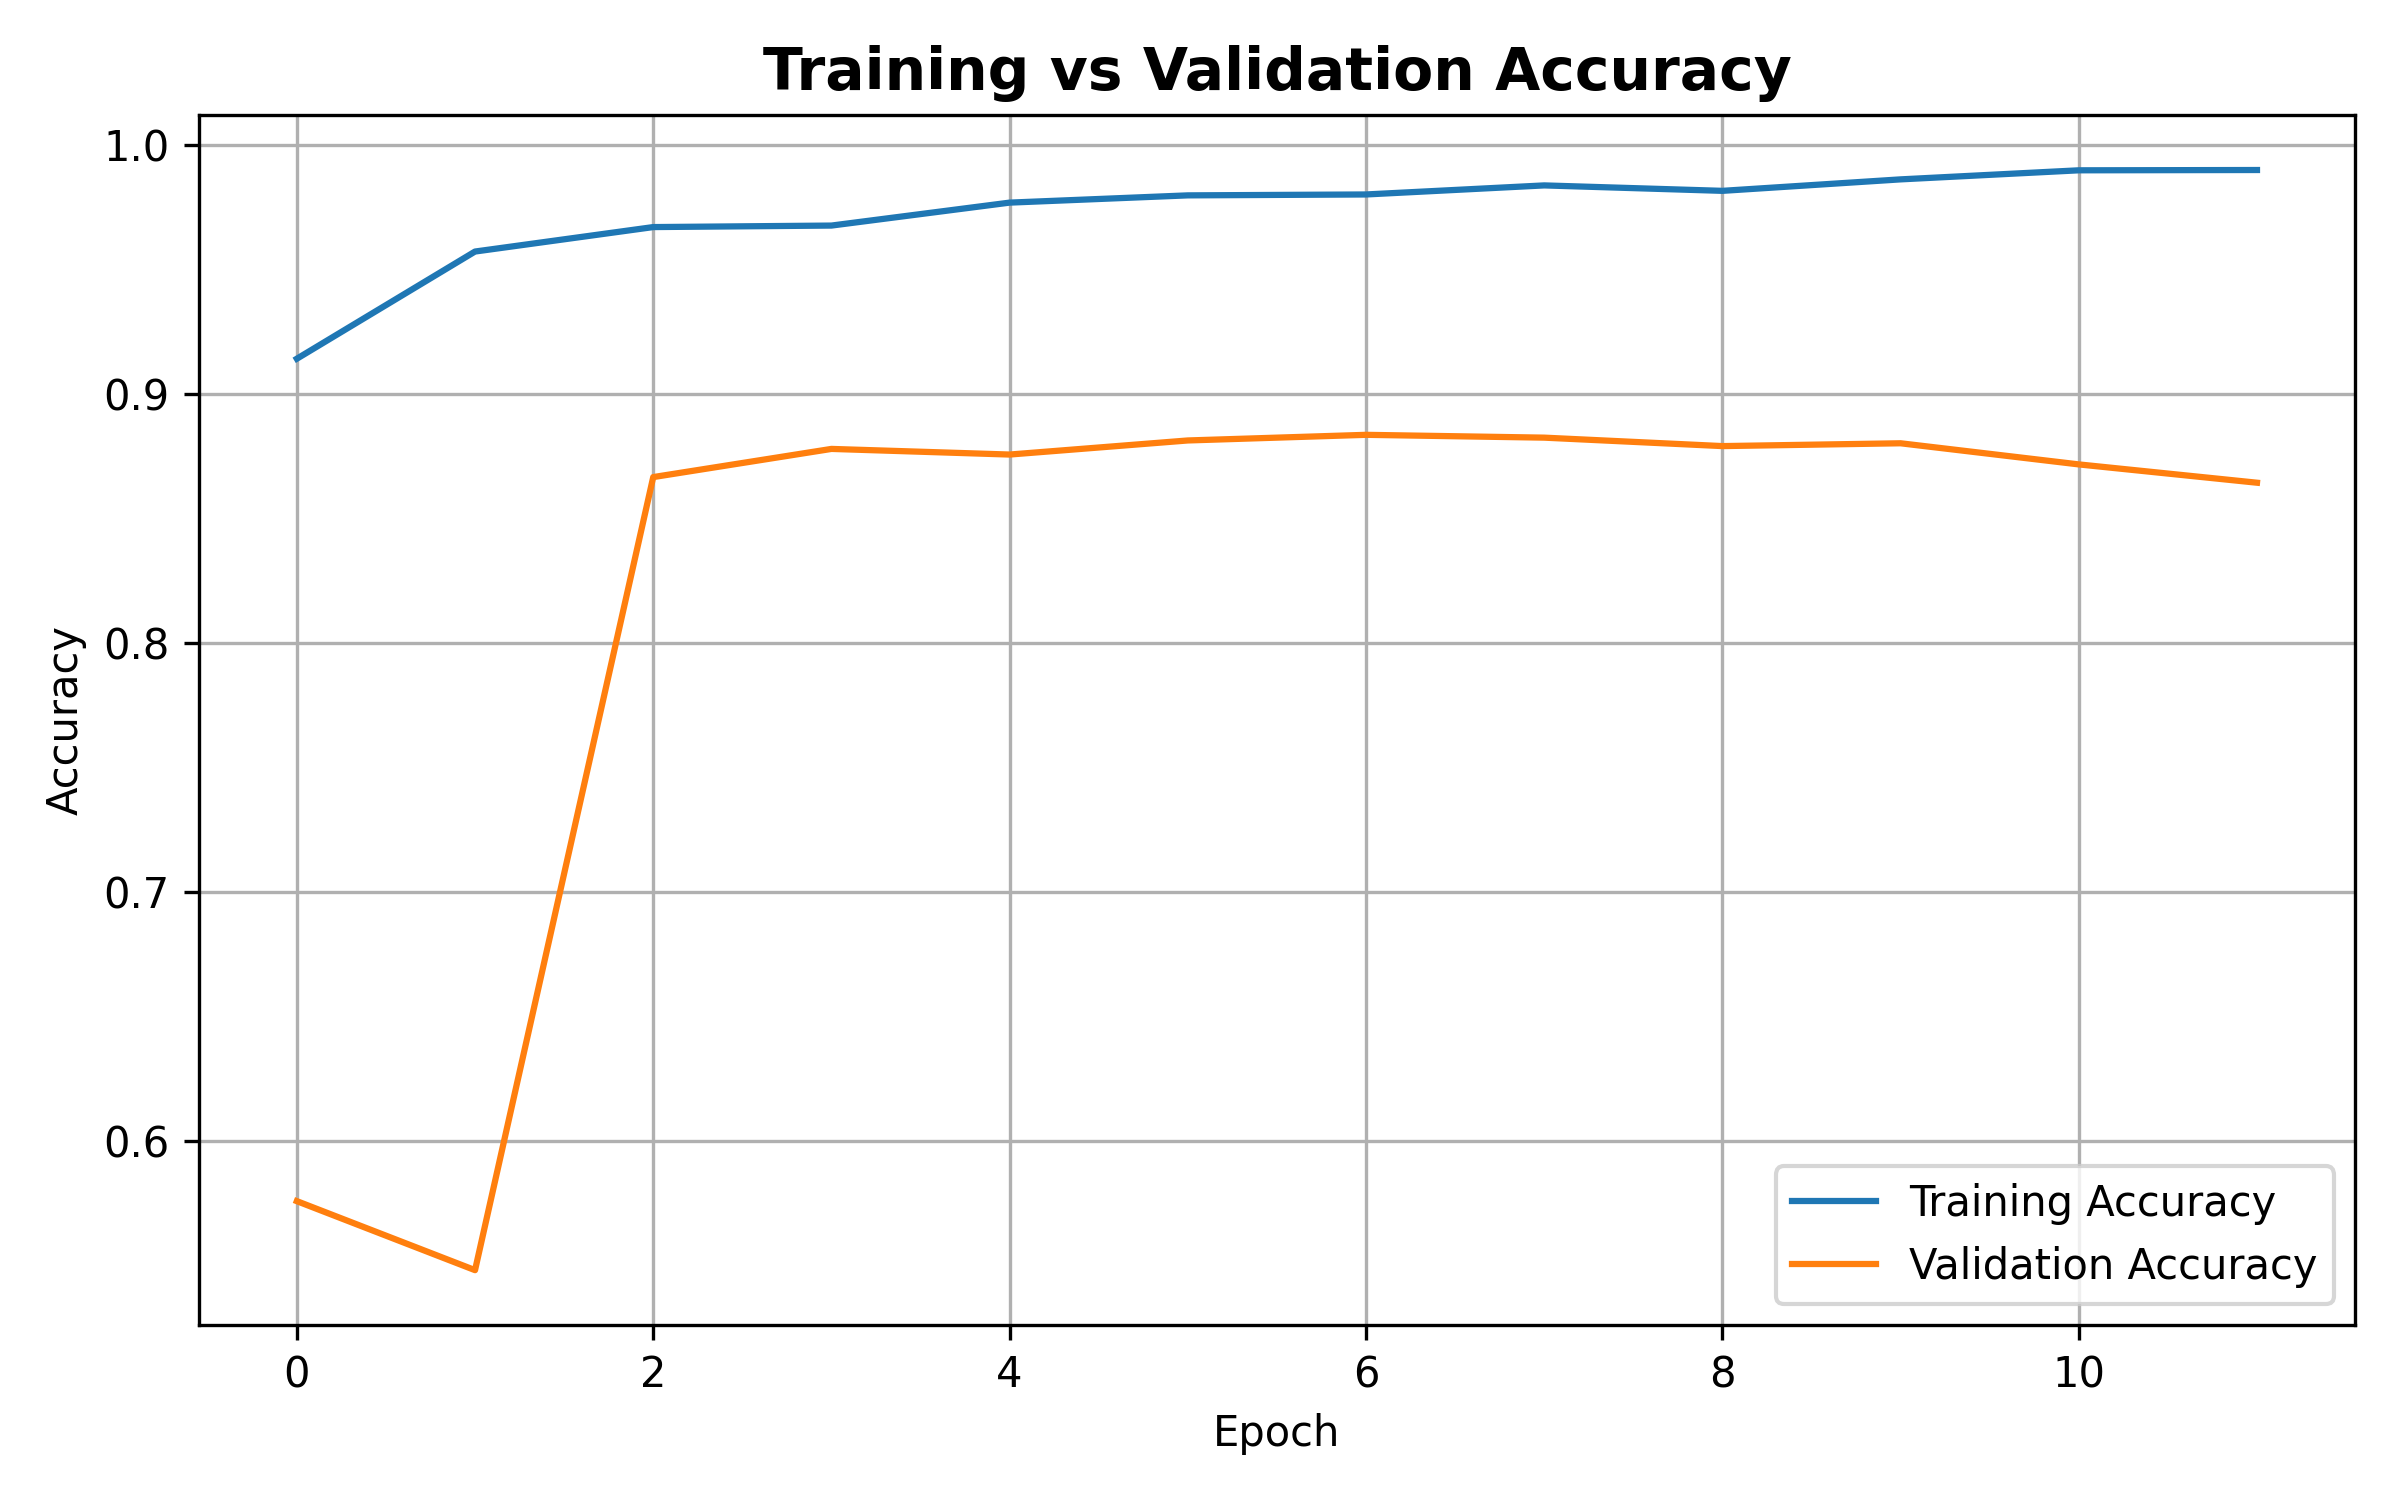 Training vs Validation Accuracy
1.0
0.9
0.8
0.7
0.6
Accuracy
Training Accuracy
Validation Accuracy
0 2 4 6 8 10
Epoch